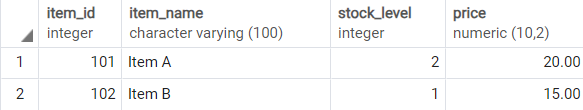 item_id item_name stock_level price
integer character varying (100) integer numeric (10,2)
1 101 Item A 2 20.00
2 102 Item B 1 15.00